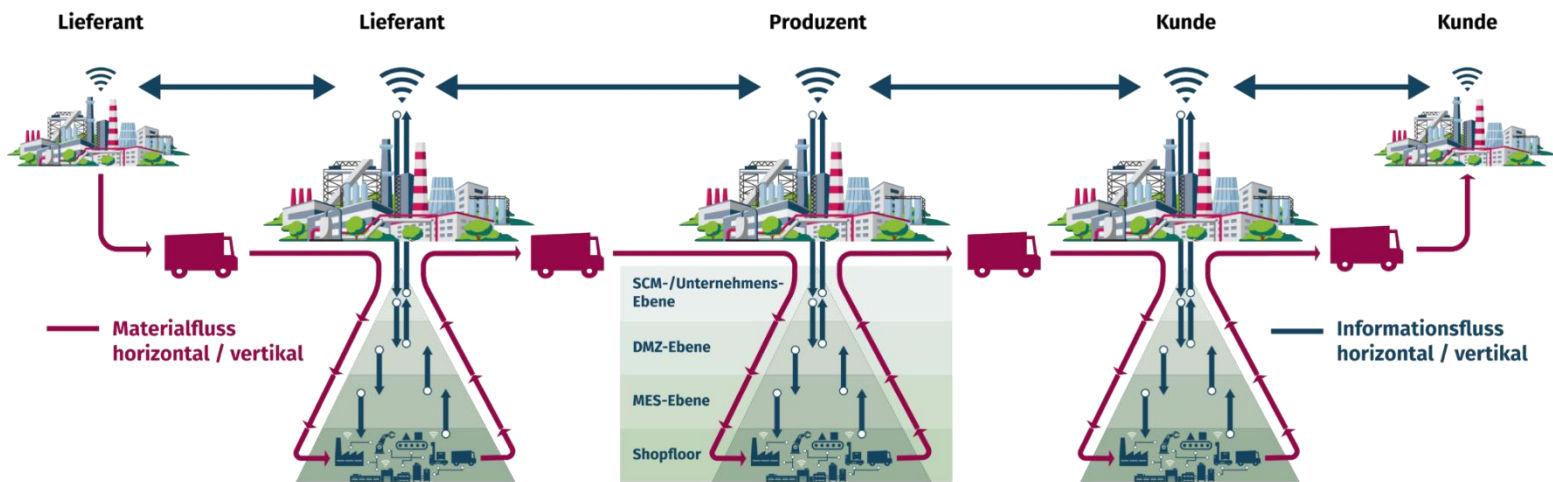 Lieferant
Lieferant
Produzent
Kunde
Kunde
SCM-/Unternehmens-
Ebene
DMZ-Ebene
MES-Ebene
Shopfloor
Materialfluss
horizontal / vertikal
Informationsfluss
horizontal / vertikal